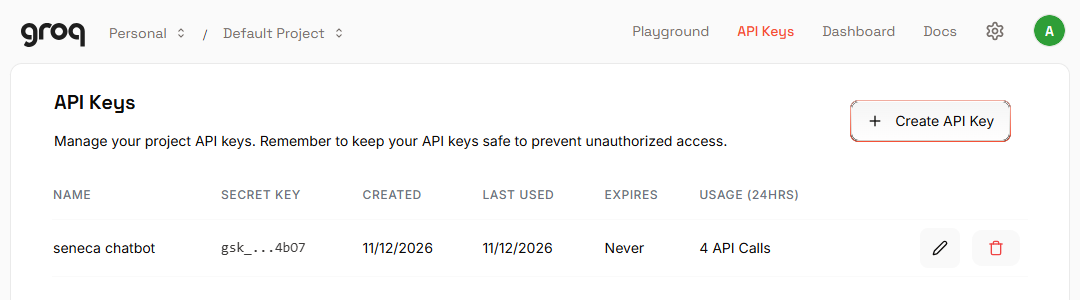 groq Personal / Default Project Playground API Keys Dashboard Docs A
API Keys
Create API Key
Manage your project API keys. Remember to keep your API keys safe to prevent unauthorized access.
NAME SECRET KEY CREATED LAST USED EXPIRES USAGE (24HRS)
seneca chatbot gsk_...4bO7 11/12/2026 11/12/2026 Never 4 API Calls